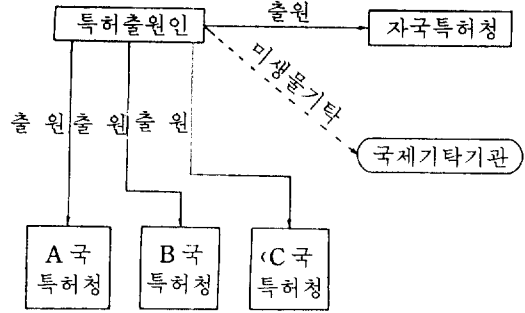 특허출원인
출원
자국특허청
미생물기탁
국제기탁기관
출 원 출 원 출 원
A 국
특허청
B 국
특허청
C 국
특허청